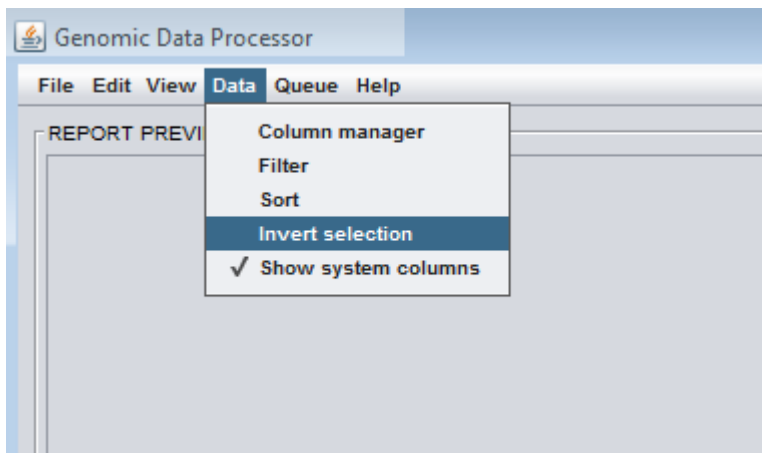 Genomic Data Processor
File Edit View Data Queue Help
REPORT PREVI
Column manager
Filter
Sort
Invert selection
✓ Show system columns